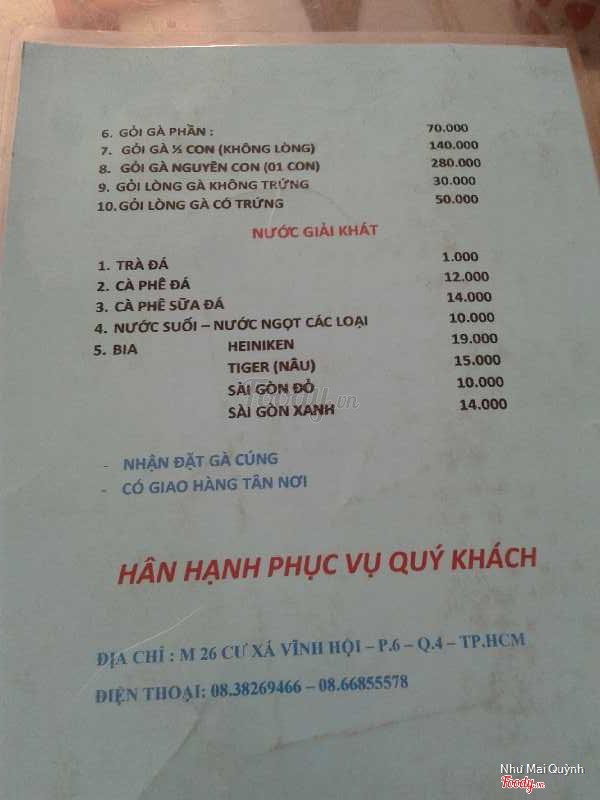 6. GỎI GÀ PHẦN : 70.000
7. GỎI GÀ ½ CON (KHÔNG LÒNG) 140.000
8. GỎI GÀ NGUYÊN CON (01 CON) 280.000
9. GỎI LÒNG GÀ KHÔNG TRỨNG 30.000
10. GỎI LÒNG GÀ CÓ TRỨNG 50.000
NƯỚC GIẢI KHÁT
1. TRÀ ĐÁ 1.000
2. CÀ PHÊ ĐÁ 12.000
3. CÀ PHÊ SỮA ĐÁ 14.000
4. NƯỚC SUỐI – NƯỚC NGỌT CÁC LOẠI 10.000
5. BIA HEINIKEN 19.000
TIGER (NÂU) 15.000
SÀI GÒN ĐỎ 10.000
SÀI GÒN XANH 14.000
Foody.vn
- NHẬN ĐẶT GÀ CÚNG
- CÓ GIAO HÀNG TẬN NƠI
HÂN HẠNH PHỤC VỤ QUÝ KHÁCH
ĐỊA CHỈ : M 26 CƯ XÁ VĨNH HỘI – P.6 – Q.4 – TP.HCM
ĐIỆN THOẠI: 08.38269466 – 08.66855578
Như Mai Quỳnh
Foody.vn